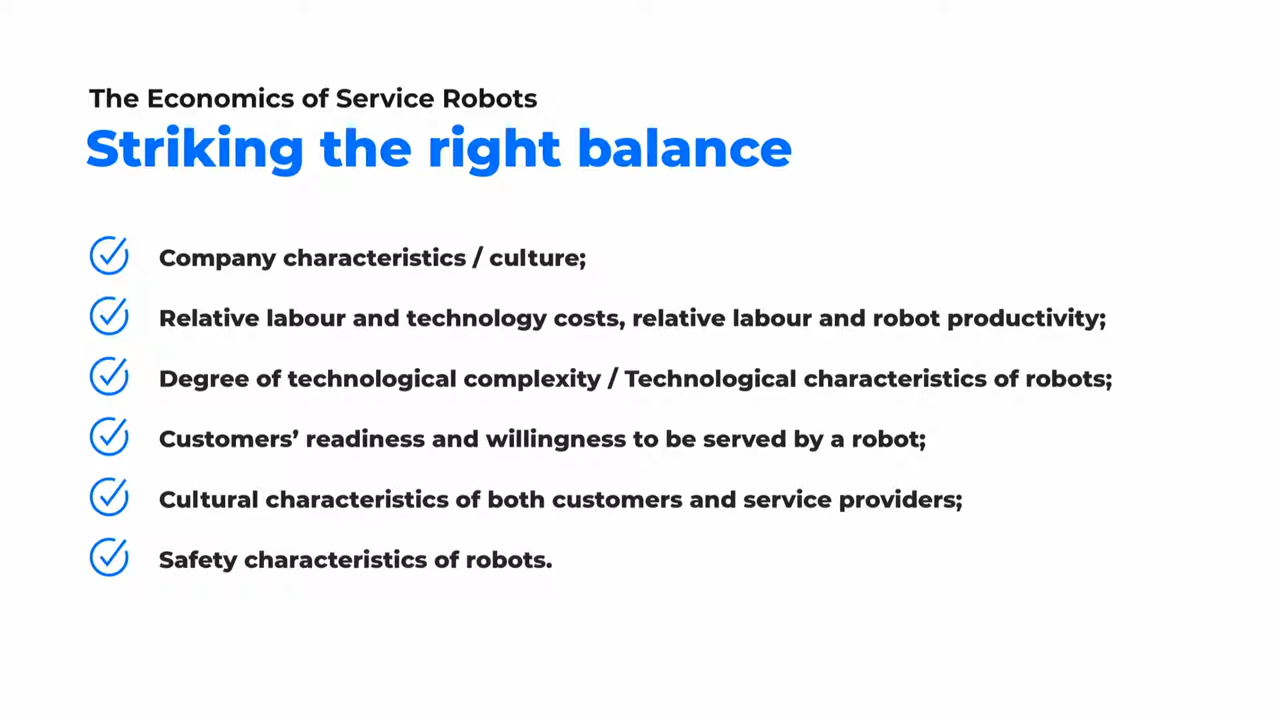 The Economics of Service Robots
Striking the right balance
Company characteristics / culture;
Relative labour and technology costs, relative labour and robot productivity;
Degree of technological complexity / Technological characteristics of robots;
Customers’ readiness and willingness to be served by a robot;
Cultural characteristics of both customers and service providers;
Safety characteristics of robots.